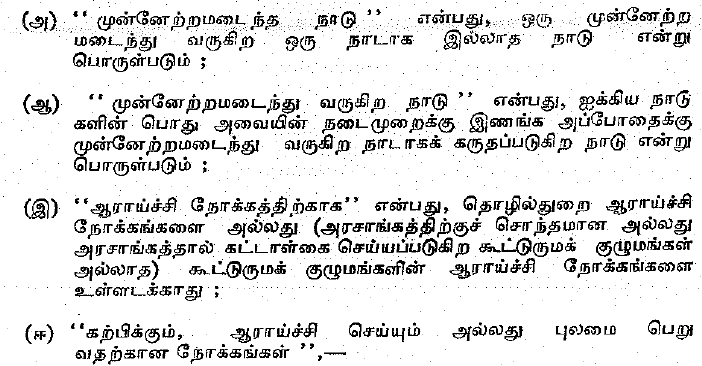 (அ) ‘‘ முன்னேற்றமடைந்த நாடு ’’ என்பது, ஒரு முன்னேற்ற
மடைந்து வருகிற ஒரு நாடாக இல்லாத நாடு என்று
பொருள்படும் ;
(ஆ) ‘‘ முன்னேற்றமடைந்து வருகிற நாடு ’’ என்பது, ஐக்கிய நாடு
களின் பொது அவையின் நடைமுறைக்கு இணங்க அப்போதைக்கு
முன்னேற்றமடைந்து வருகிற நாடாகக் கருதப்படுகிற நாடு என்று
பொருள்படும் ;
(இ) ‘‘ஆராய்ச்சி நோக்கத்திற்காக’’ என்பது, தொழில்துறை ஆராய்ச்சி
நோக்கங்களை அல்லது (அரசாங்கத்திற்குச் சொந்தமான அல்லது
அரசாங்கத்தால் கட்டாள்கை செய்யப்படுகிற கூட்டுருமக் குழுமங்கள்
அல்லாத) கூட்டுருமக் குழுமங்களின் ஆராய்ச்சி நோக்கங்களை
உள்ளடக்காது ;
(ஈ) ‘‘கற்பிக்கும், ஆராய்ச்சி செய்யும் அல்லது புலமை பெறு
வதற்கான நோக்கங்கள் ’’,—